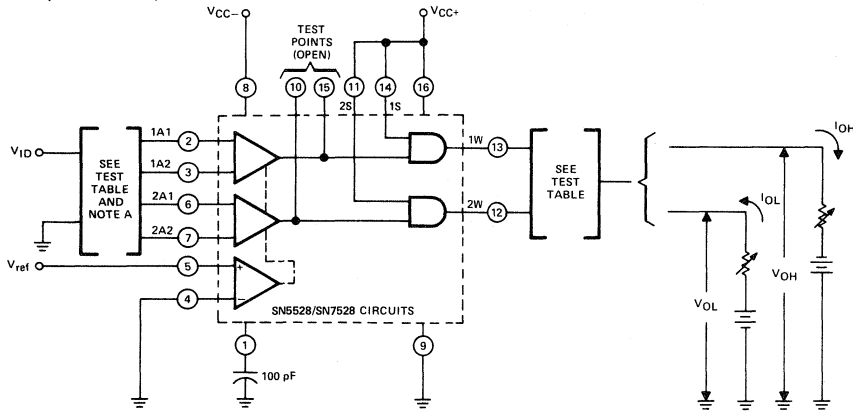 VCC−
VCC+
TEST
POINTS
(OPEN)
8
10
15
11
14
16
2S
1S
VID
SEE
TEST
TABLE
AND
NOTE A
1A1
2
1A2
3
2A1
6
2A2
7
Vref
5
+
4
−
1W
13
2W
12
SEE
TEST
TABLE
IOH
IOL
VOL
VOH
SN5528/SN7528 CIRCUITS
1
9
100 pF